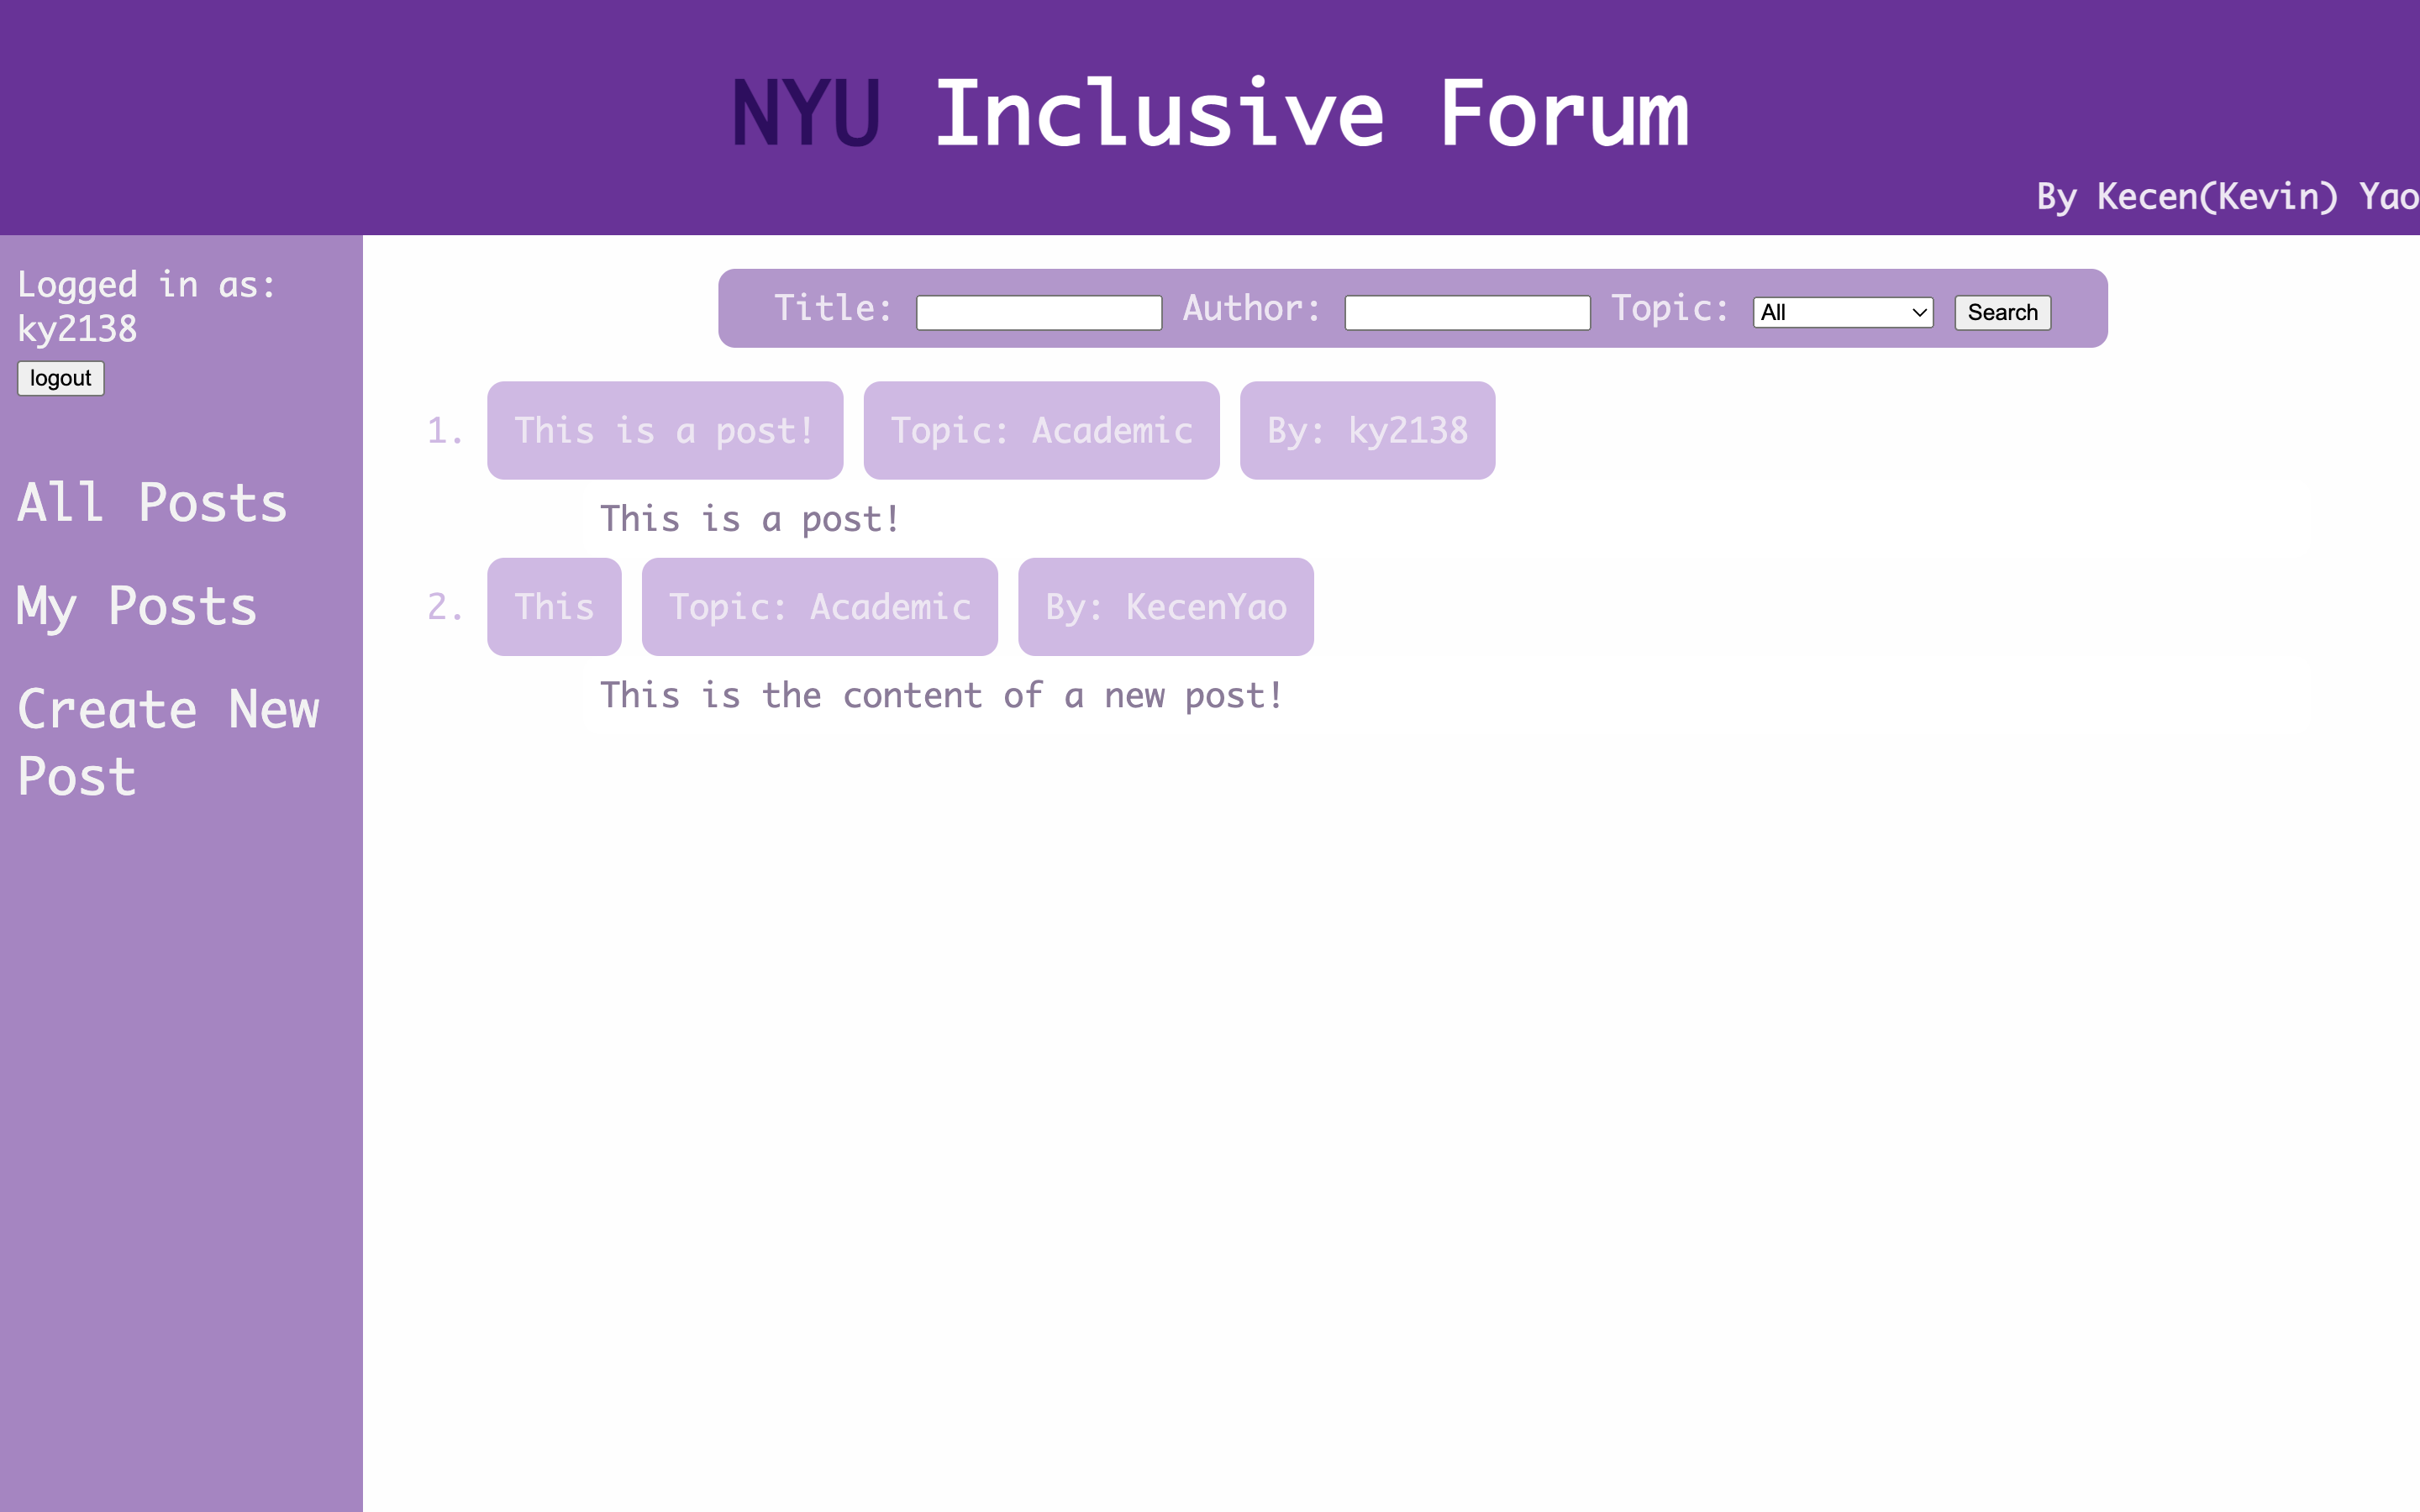 NYU Inclusive Forum
By Kecen(Kevin) Yao
Logged in as:
ky2138
logout
All Posts
My Posts
Create New
Post
Title: Author: Topic: All Search
1. This is a post! Topic: Academic By: ky2138
This is a post!
2. This Topic: Academic By: KecenYao
This is the content of a new post!